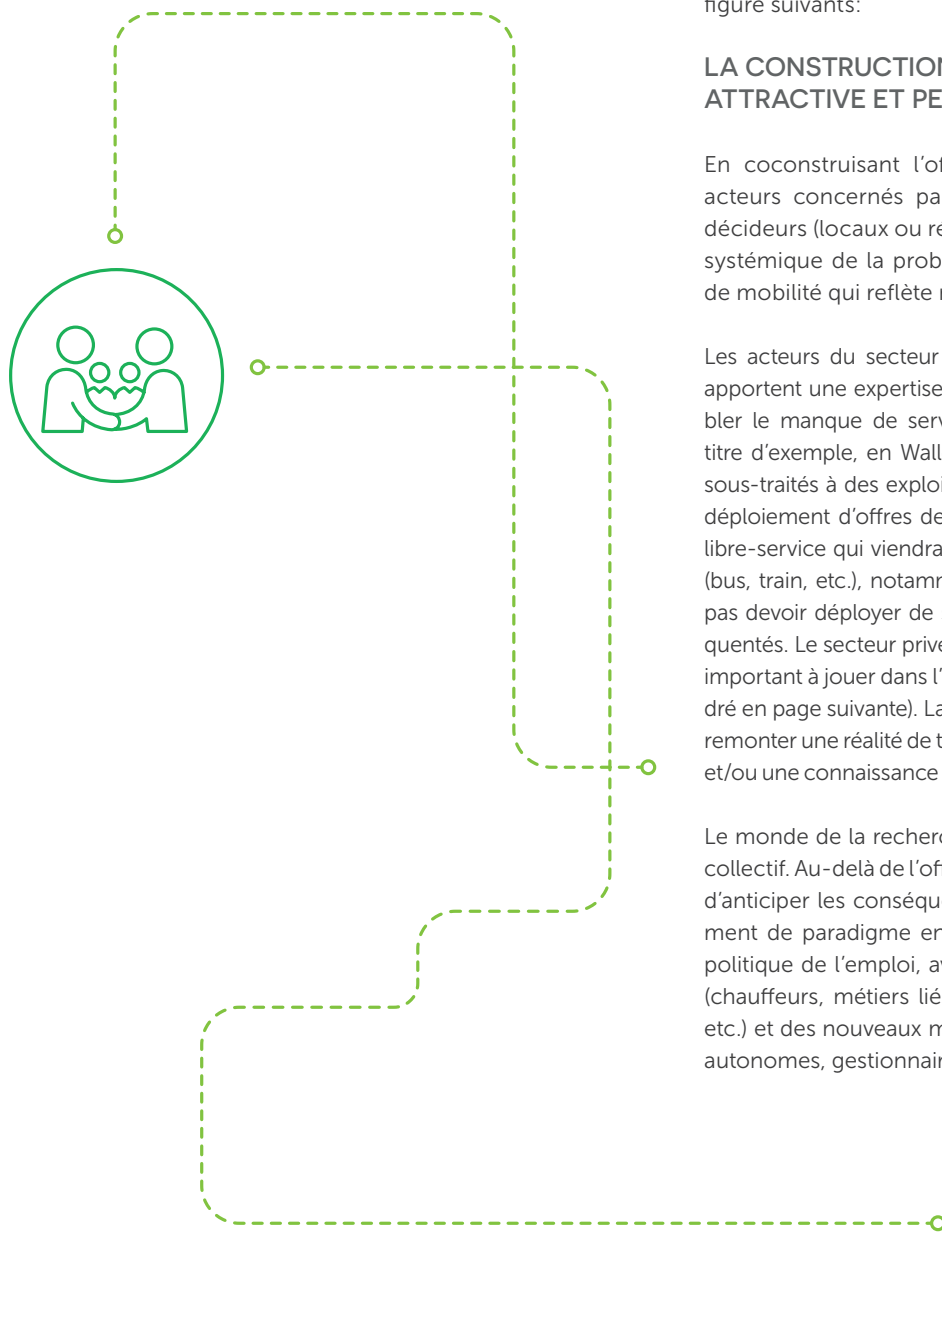 figure suivants:
LA CONSTRUCTION
ATTRACTIVE ET PE
En coconstruisant l'of
acteurs concernés pa
décideurs (locaux ou re
systémique de la prob
de mobilité qui reflète
Les acteurs du secteur
apportent une expertise
bler le manque de serv
titre d'exemple, en Wall
sous-traités à des exploi
déploiement d'offres de
libre-service qui viendra
(bus, train, etc.), notamm
pas devoir déployer de
quentés. Le secteur privé
important à jouer dans l'
dré en page suivante). La
remonter une réalité de t
et/ou une connaissance
Le monde de la recherc
collectif. Au-delà de l'off
d'anticiper les conséqu
ment de paradigme en
politique de l'emploi, av
(chauffeurs, métiers lié
etc.) et des nouveaux m
autonomes, gestionnair